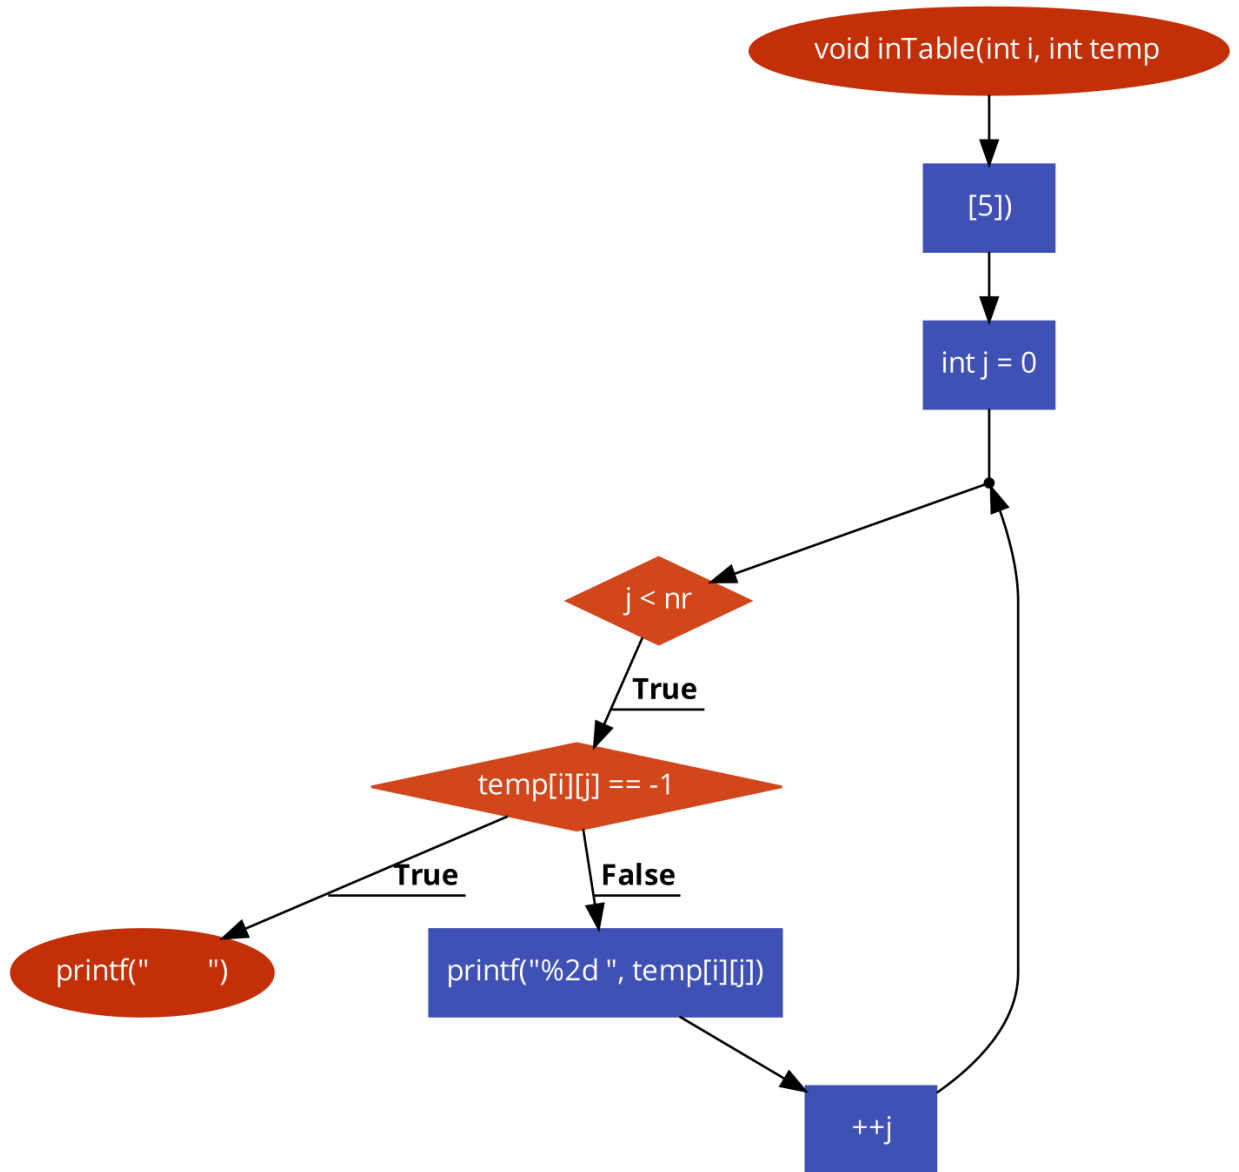 void inTable(int i, int temp
[5])
int j = 0
j < nr
True
temp[i][j] == -1
True
False
printf("        ")
printf("%2d ", temp[i][j])
++j